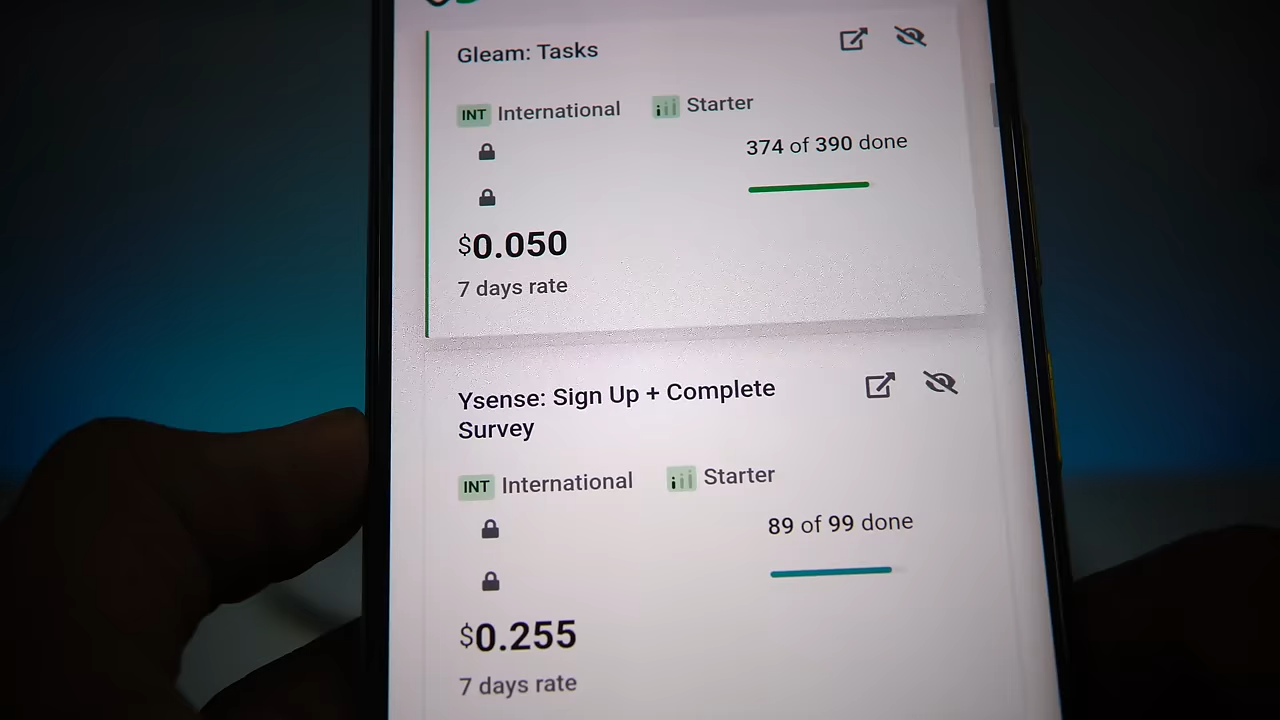 Gleam: Tasks
INT International Starter
374 of 390 done
$0.050
7 days rate
Ysense: Sign Up + Complete
Survey
INT International Starter
89 of 99 done
$0.255
7 days rate